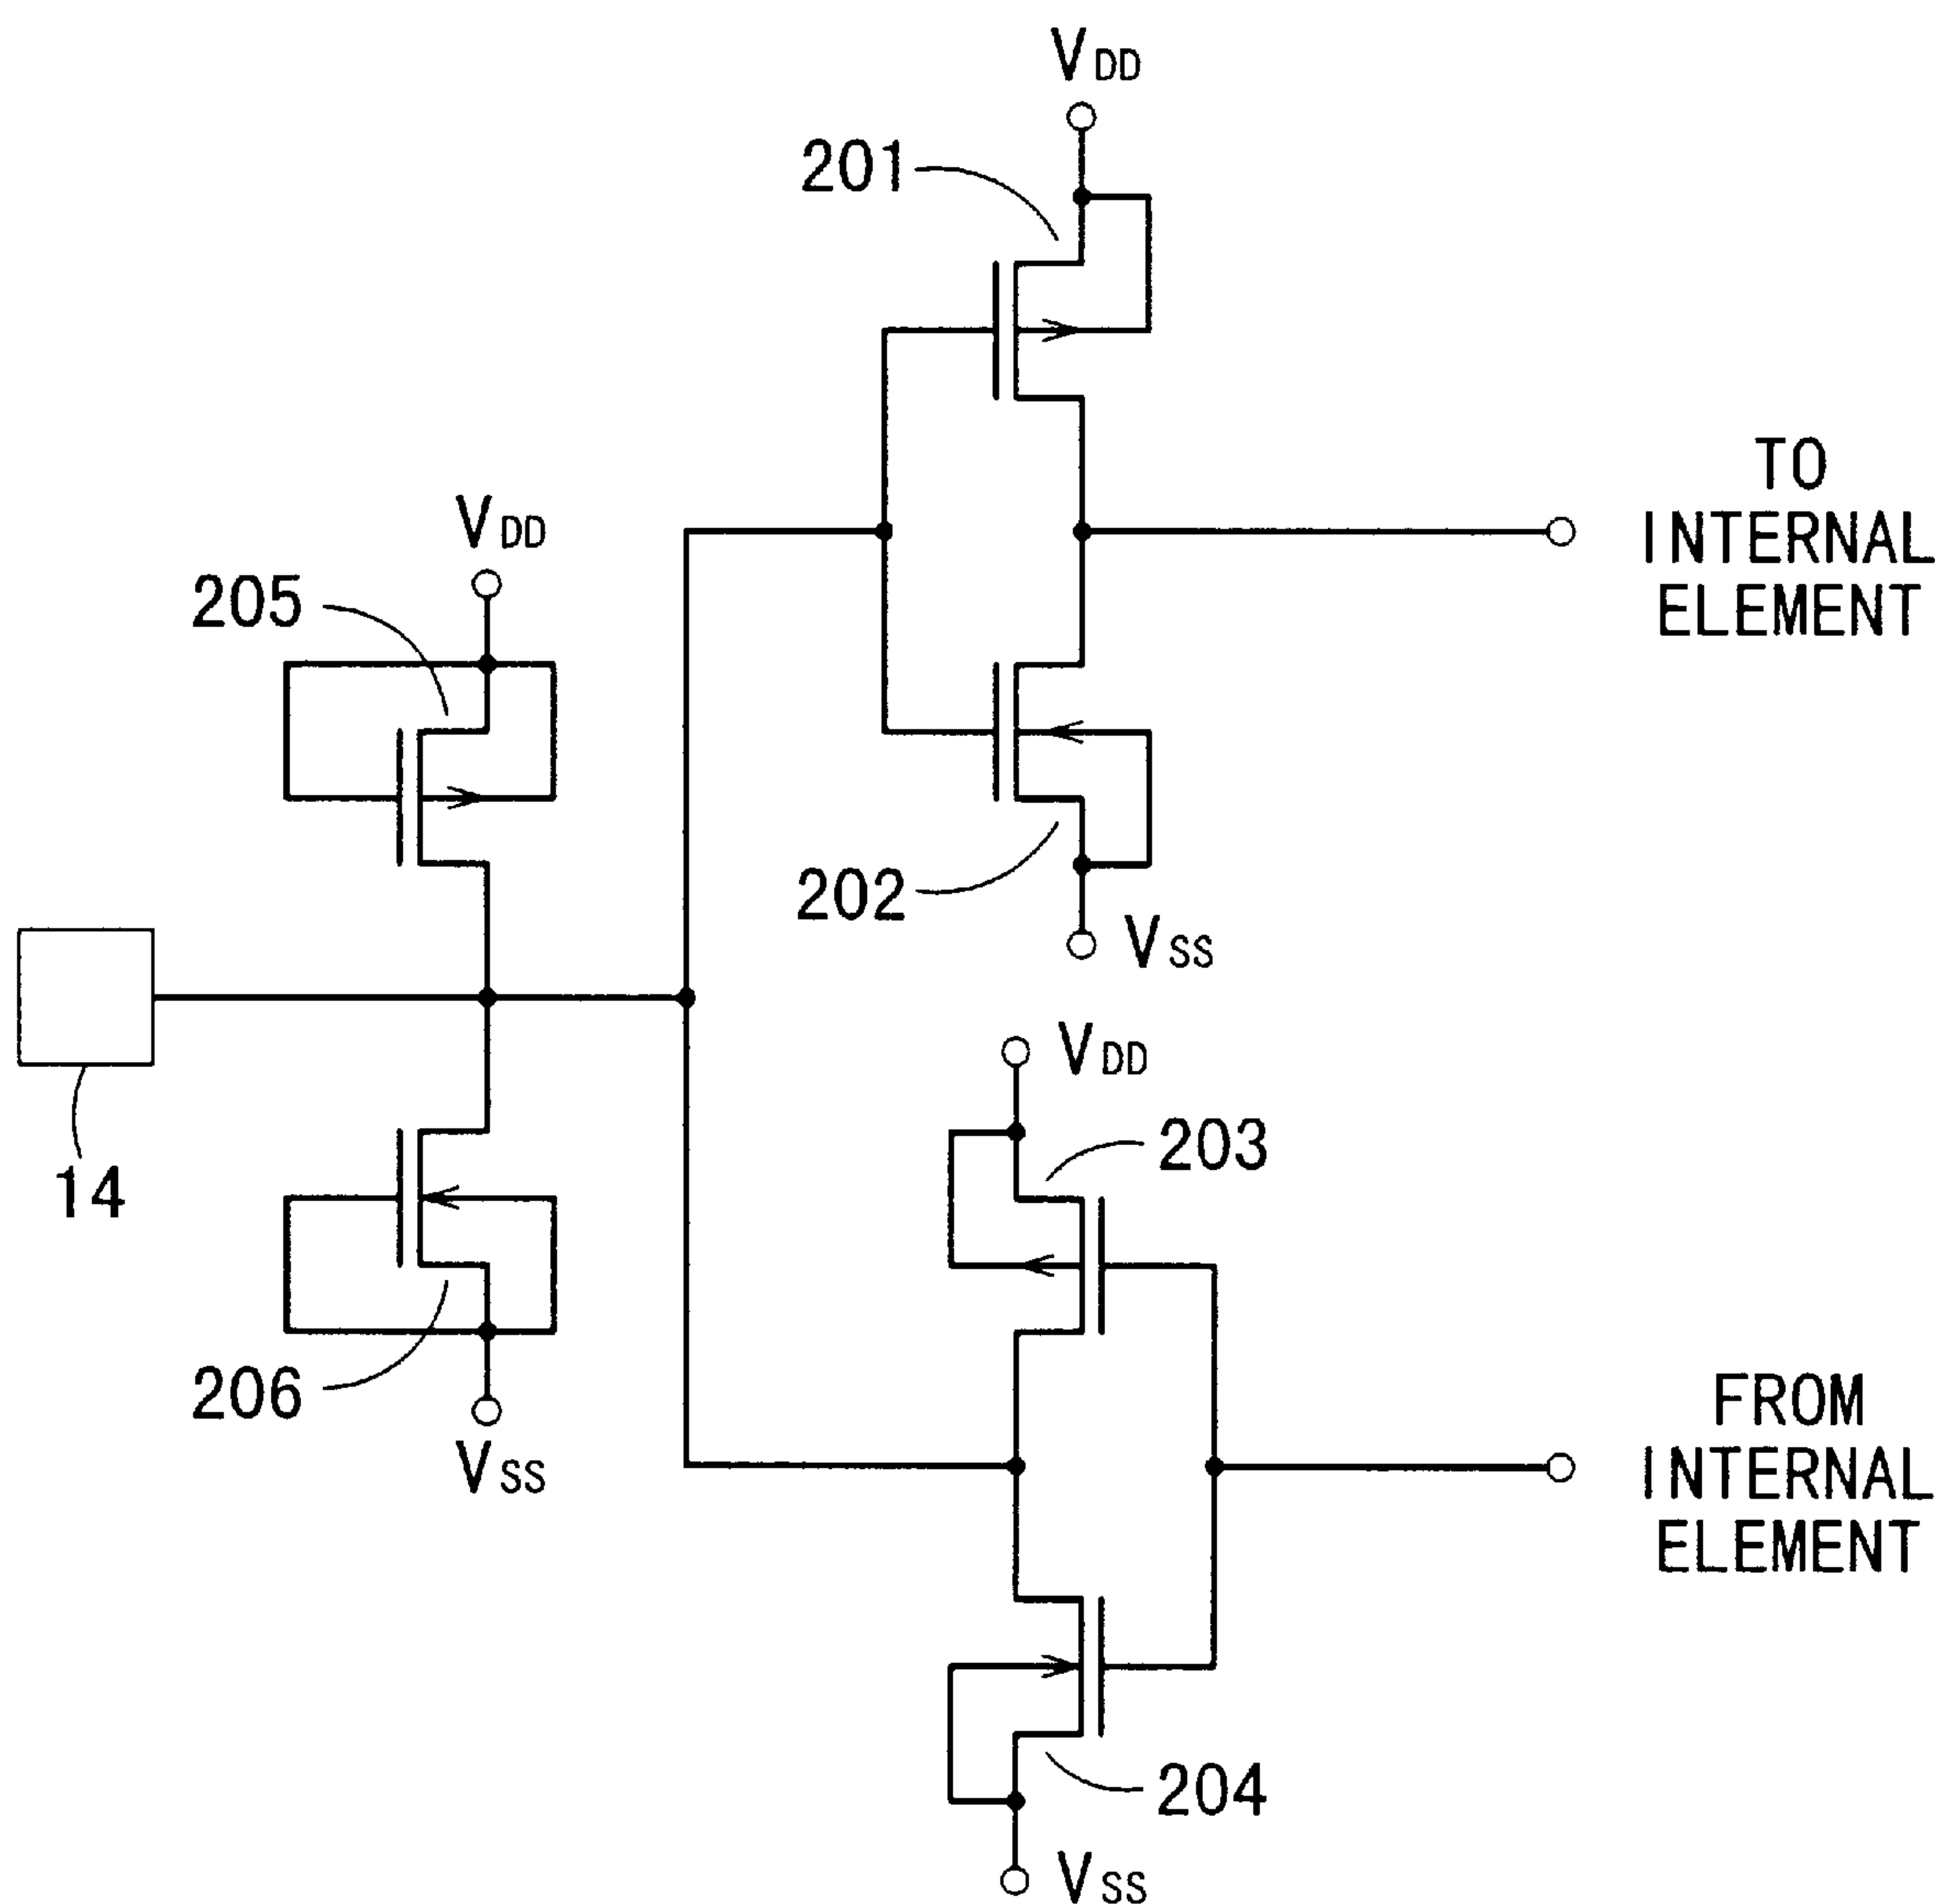 VDD
201
TO
INTERNAL
ELEMENT
VDD
205
202
VSS
14
VDD
203
206
VSS
FROM
INTERNAL
ELEMENT
204
VSS